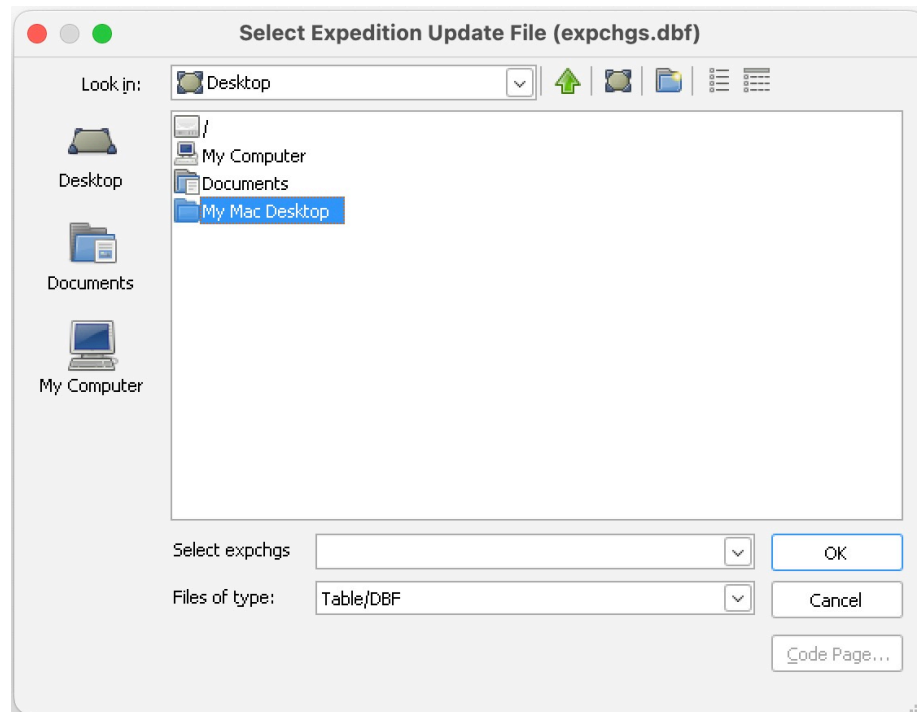 Select Expedition Update File (expchgs.dbf)
Look in:
Desktop
/
My Computer
Documents
My Mac Desktop
Desktop
Documents
My Computer
Select expchgs
OK
Files of type:
Table/DBF
Cancel
Code Page...